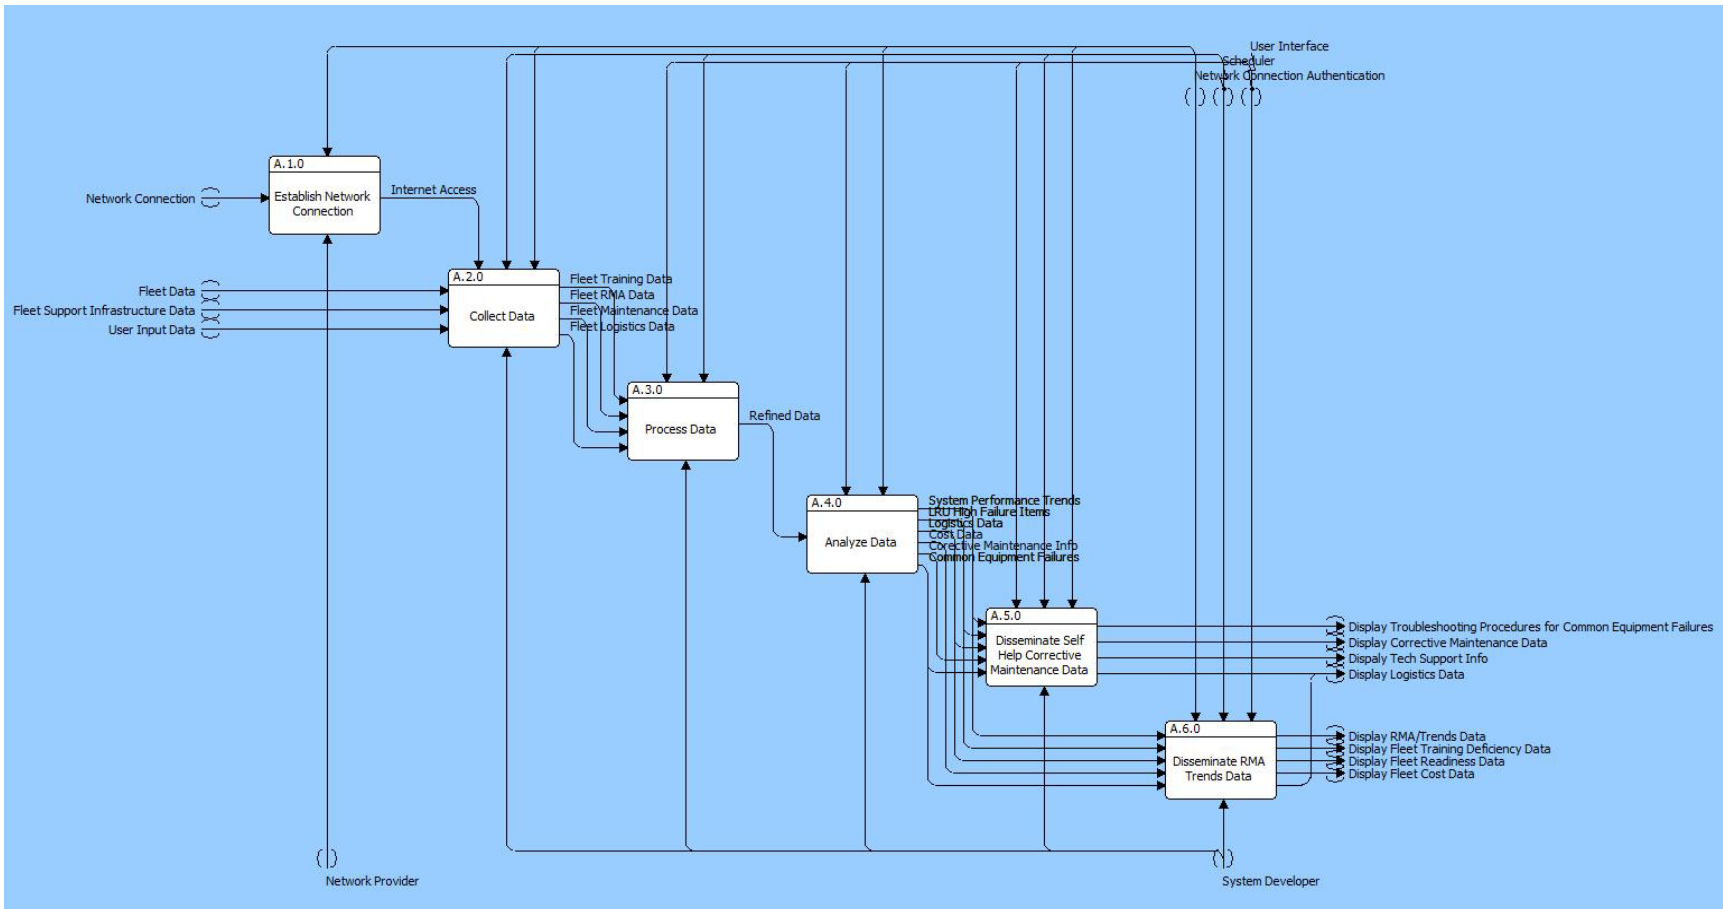 User Interface
Scheduler
Network Connection Authentication
A.1.0
Establish Network
Connection
Network Connection
Internet Access
A.2.0
Collect Data
Fleet Data
Fleet Support Infrastructure Data
User Input Data
Fleet Training Data
Fleet RMA Data
Fleet Maintenance Data
Fleet Logistics Data
A.3.0
Process Data
Refined Data
A.4.0
Analyze Data
System Performance Trends
LRU High Failure Items
Logistics Data
Cost Data
Corective Maintenance Info
Common Equipment Failures
A.5.0
Disseminate Self
Help Corrective
Maintenance Data
Display Troubleshooting Procedures for Common Equipment Failures
Display Corrective Maintenance Data
Dispaly Tech Support Info
Display Logistics Data
A.6.0
Disseminate RMA
Trends Data
Display RMA/Trends Data
Display Fleet Training Deficiency Data
Display Fleet Readiness Data
Display Fleet Cost Data
Network Provider
System Developer